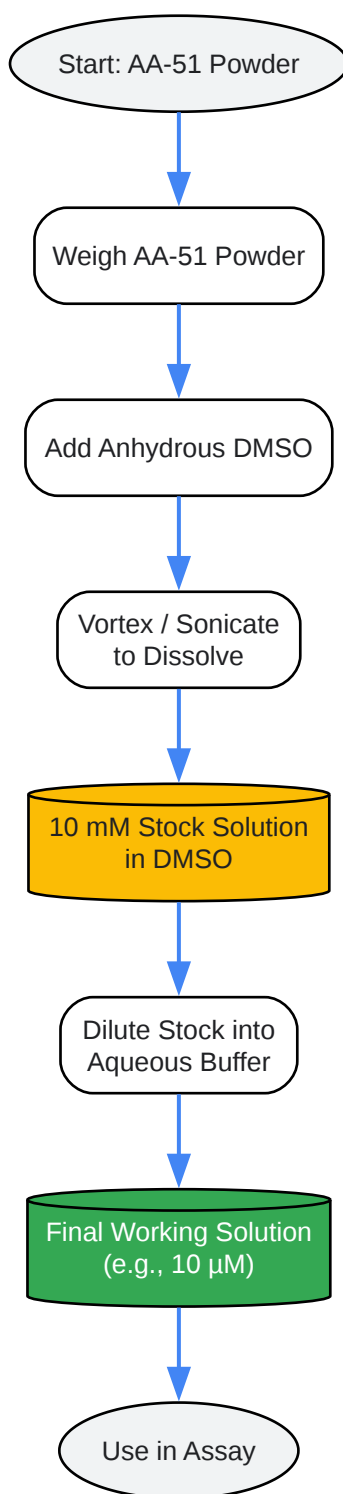 Start: AA-51 Powder
Weigh AA-51 Powder
Add Anhydrous DMSO
Vortex / Sonicate
to Dissolve
10 mM Stock Solution
in DMSO
Dilute Stock into
Aqueous Buffer
Final Working Solution
(e.g., 10 µM)
Use in Assay